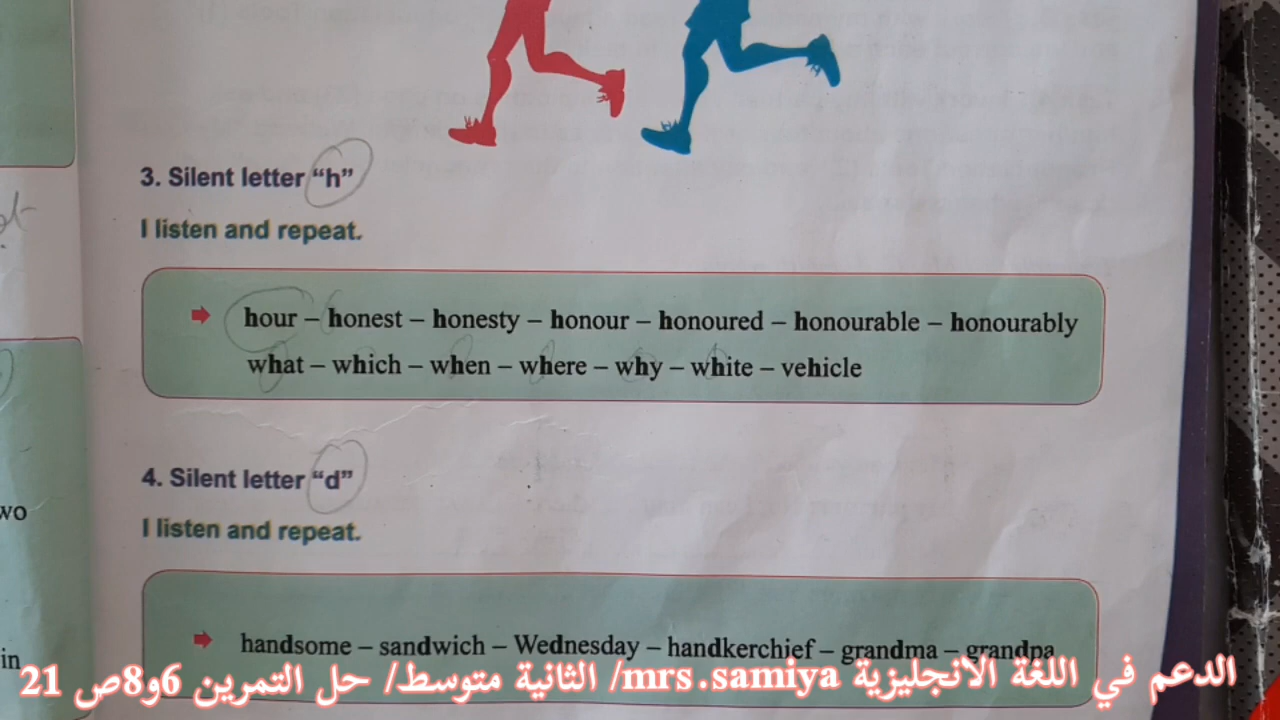 3. Silent letter “h”
I listen and repeat.
hour – honest – honesty – honour – honoured – honourable – honourably
what – which – when – where – why – white – vehicle
4. Silent letter “d”
I listen and repeat.
wo
in
handsome – sandwich – Wednesday – handkerchief – grandma – grandpa
الدعم في اللغة الانجليزية mrs.samiya/ الثانية متوسط/ حل التمرين 6و8ص 21